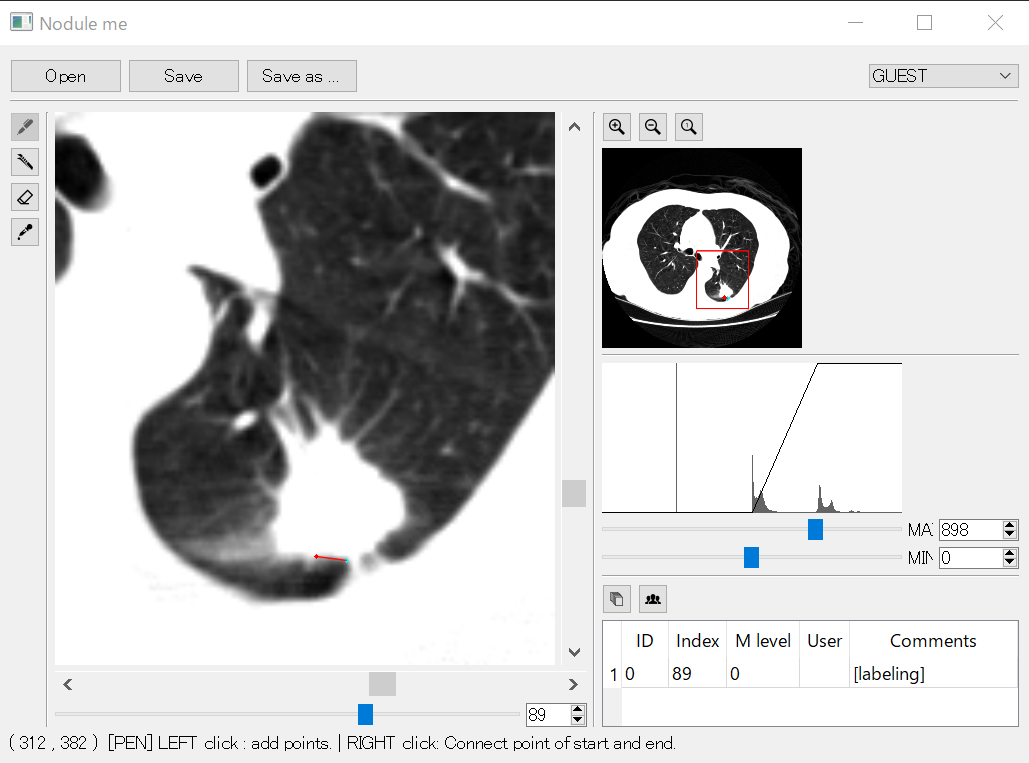 Nodule me
Open Save Save as ... GUEST
MA 898
MIN 0
ID Index M level User Comments
1 0 89 0 [labeling]
89
( 312 , 382 ) [PEN] LEFT click : add points. | RIGHT click: Connect point of start and end.